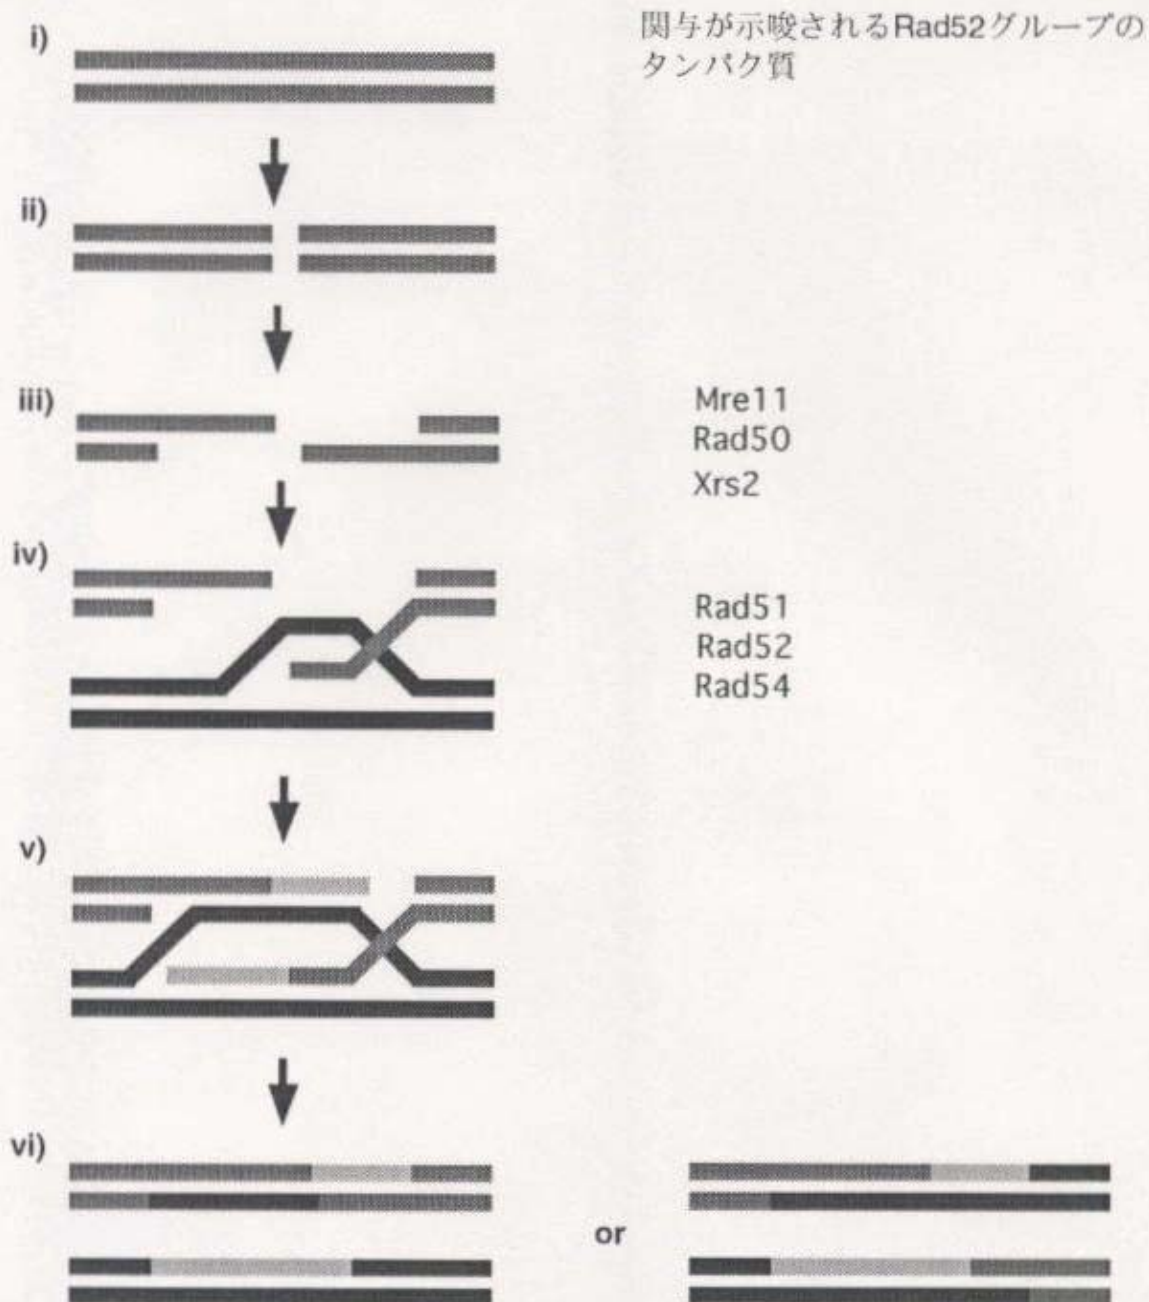 i)
関与が示唆されるRad52グループの
タンパク質
ii)
iii)
Mre11
Rad50
Xrs2
iv)
Rad51
Rad52
Rad54
v)
vi)
or